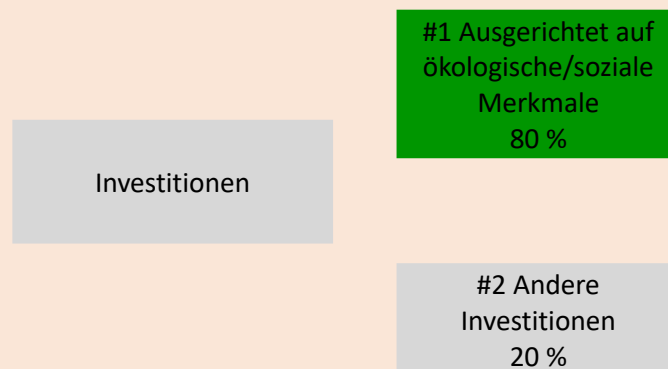 #1 Ausgerichtet auf
ökologische/soziale
Merkmale
80 %
Investitionen
#2 Andere
Investitionen
20 %